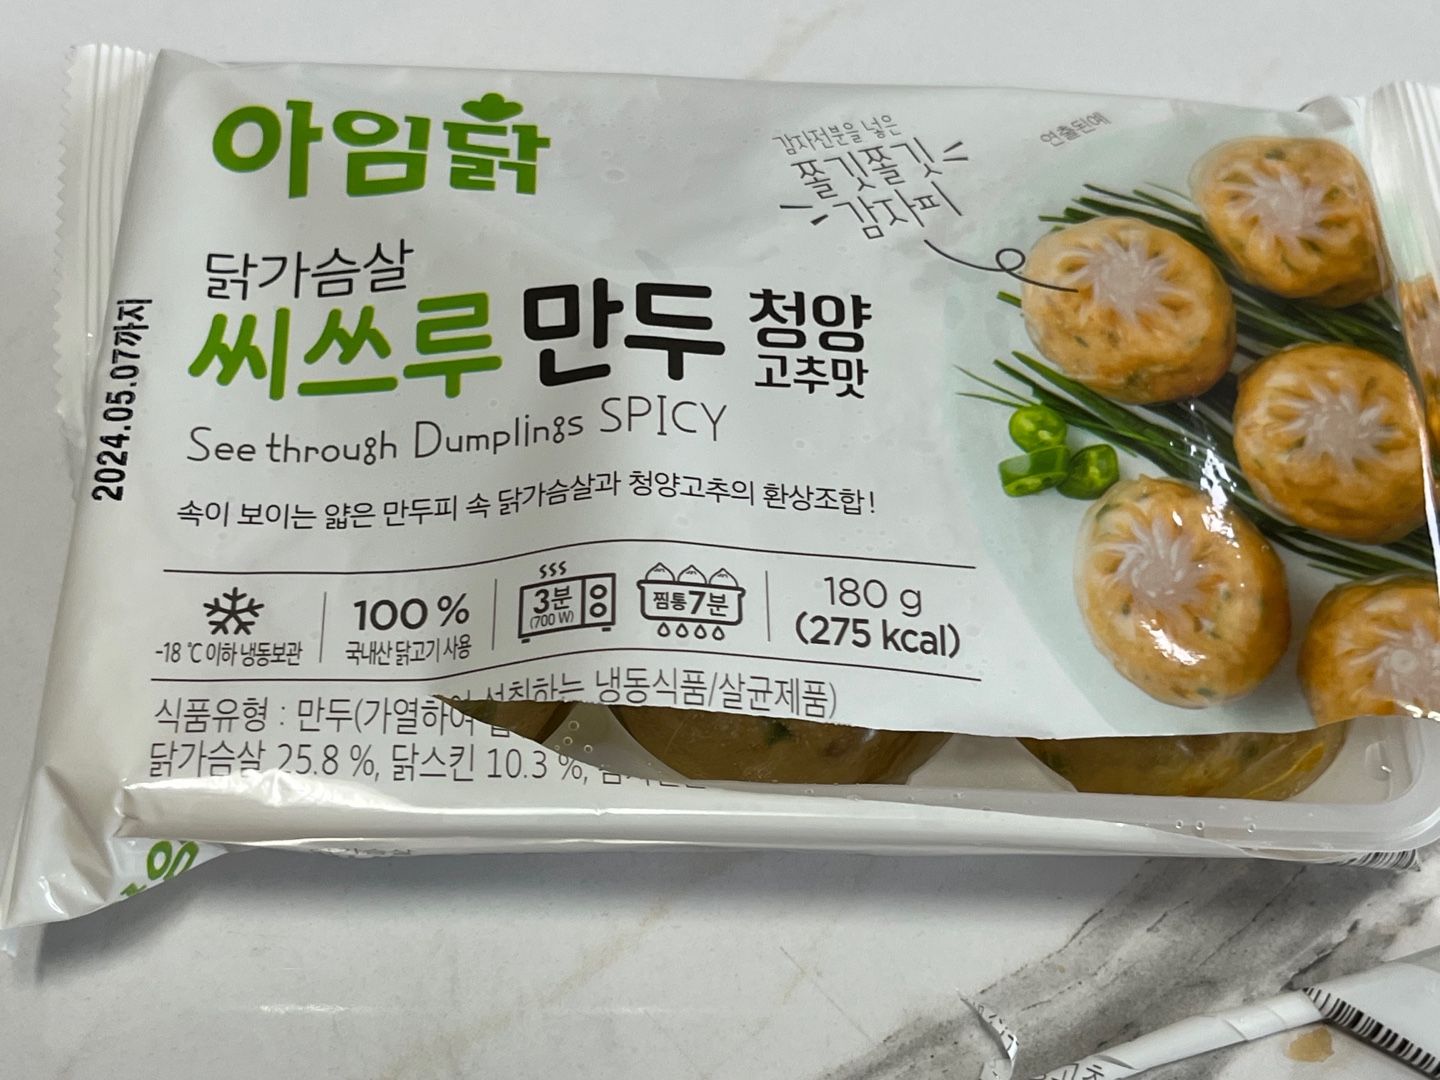 아임닭
감자전분을 넣은
쫄깃쫄깃
감자피
연출된예
닭가슴살
씨쓰루 만두 청양
고추맛
See through Dumplings SPICY
속이 보이는 얇은 만두피 속 닭가슴살과 청양고추의 환상조합!
2024.05.07까지
-18 ℃ 이하 냉동보관
100 %
국내산 닭고기 사용
3분
(700 W)
찜통 7분
180 g
(275 kcal)
식품유형 : 만두(가열하여 섭취하는 냉동식품/살균제품)
닭가슴살 25.8 %, 닭스킨 10.3 %,